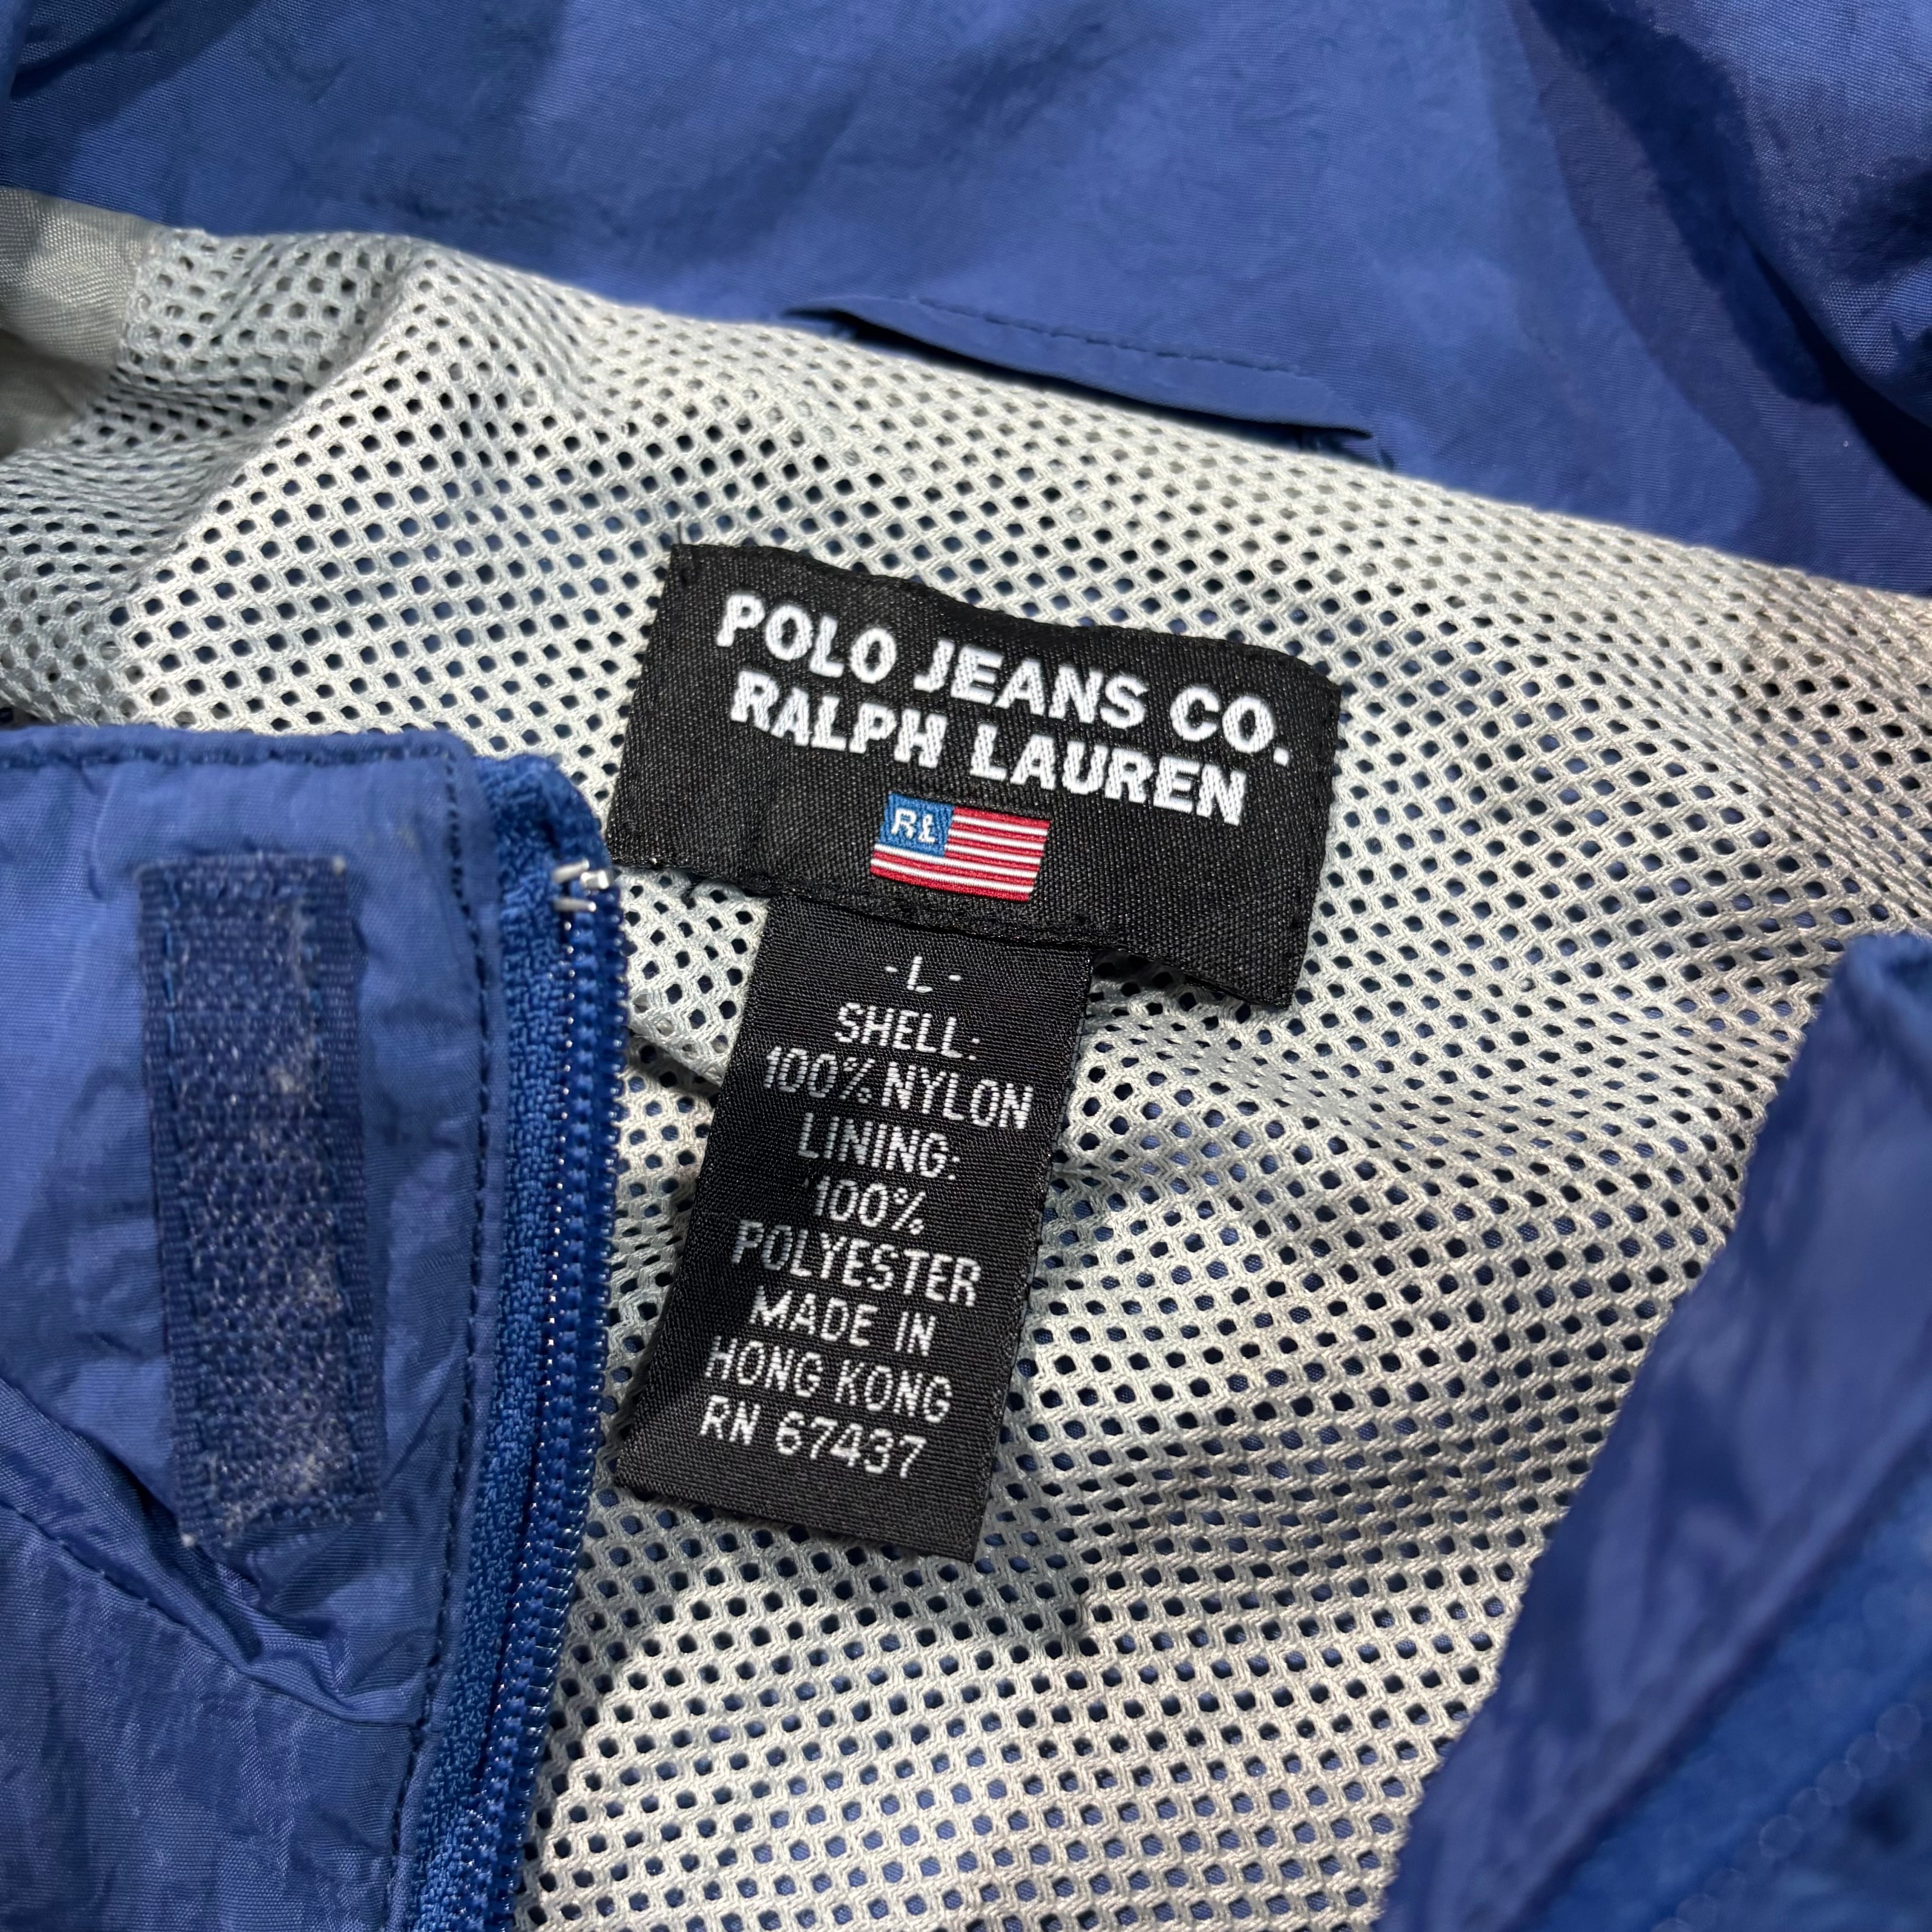 POLO JEANS CO.
RALPH LAUREN
RL
-L-
SHELL:
100% NYLON
LINING:
100%
POLYESTER
MADE IN
HONG KONG
RN 67437